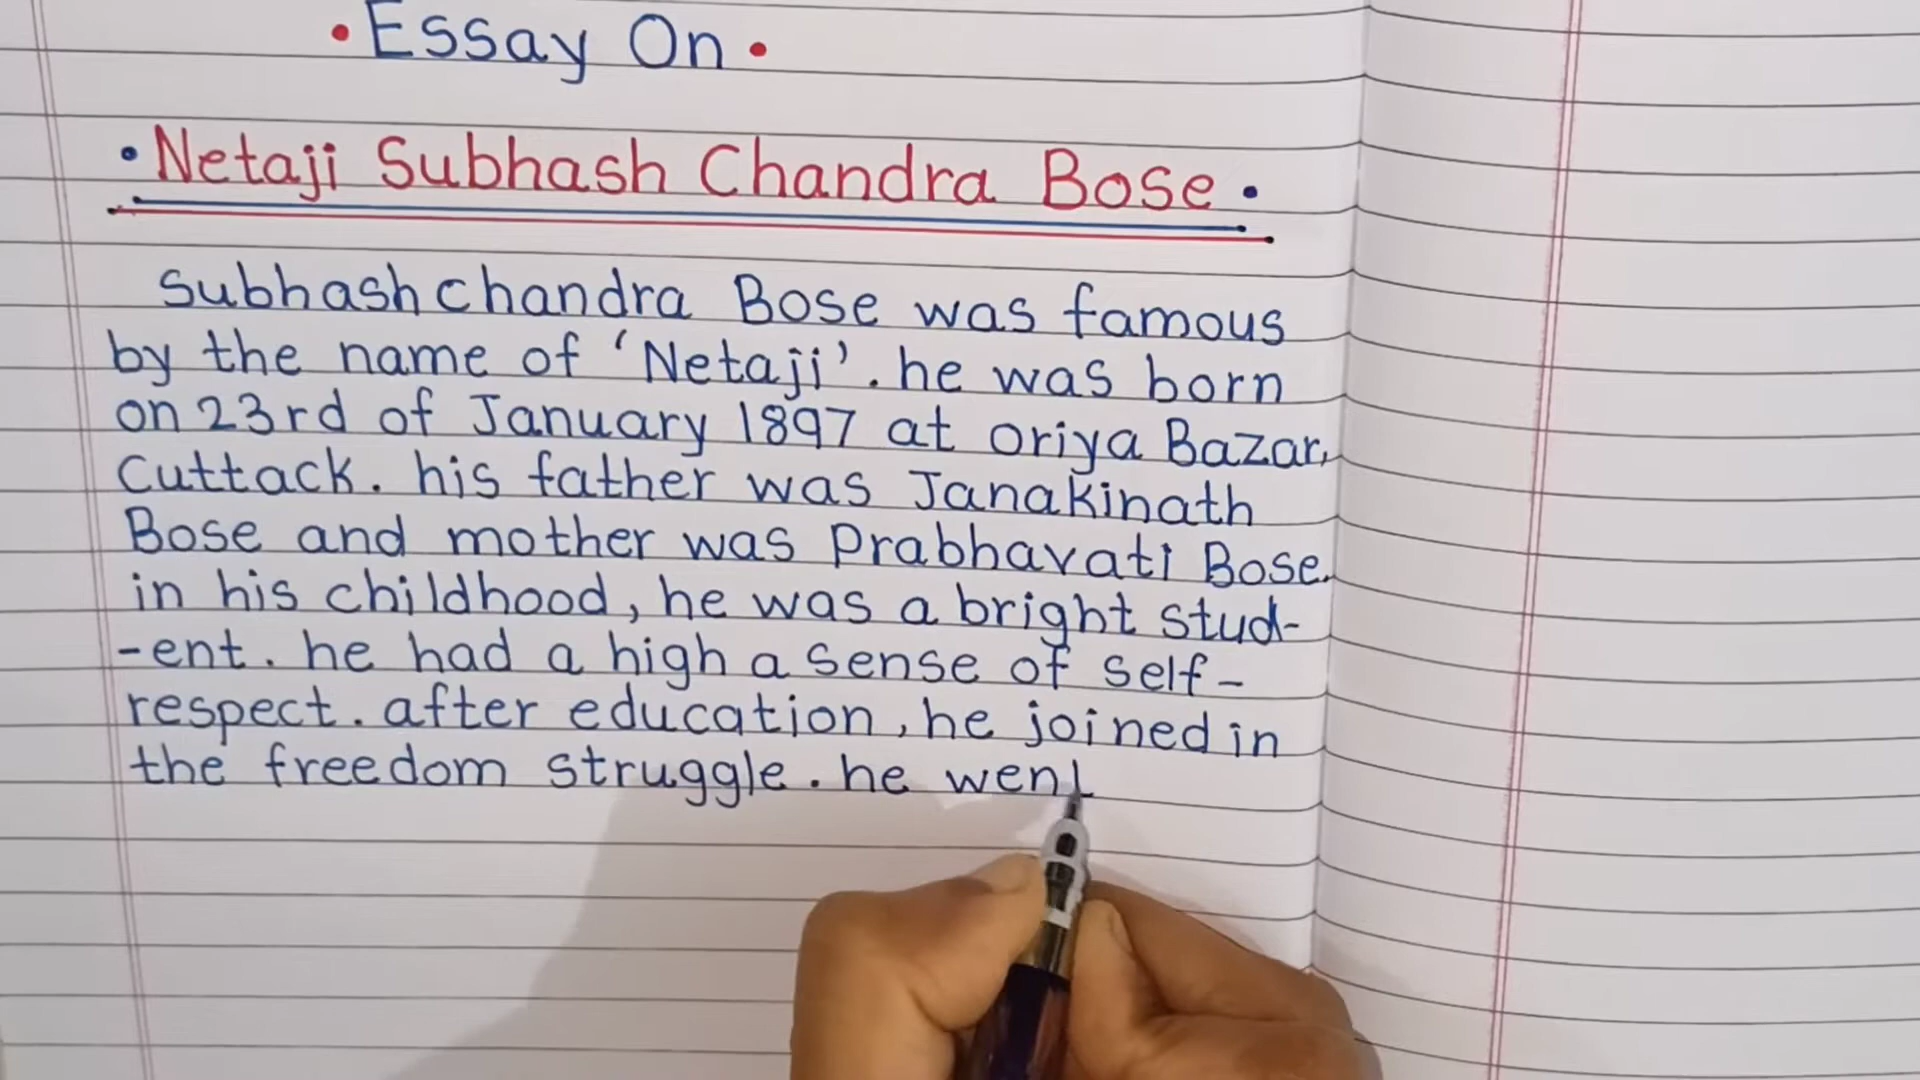 • Essay On •
• Netaji Subhash Chandra Bose •
Subhash chandra Bose was famous
by the name of 'Netaji'. he was born
on 23rd of January 1897 at oriya Bazar,
Cuttack. his father was Janakinath
Bose and mother was Prabhavati Bose.
in his childhood, he was a bright stud-
-ent. he had a high a sense of self-
respect. after education, he joined in
the freedom struggle. he went